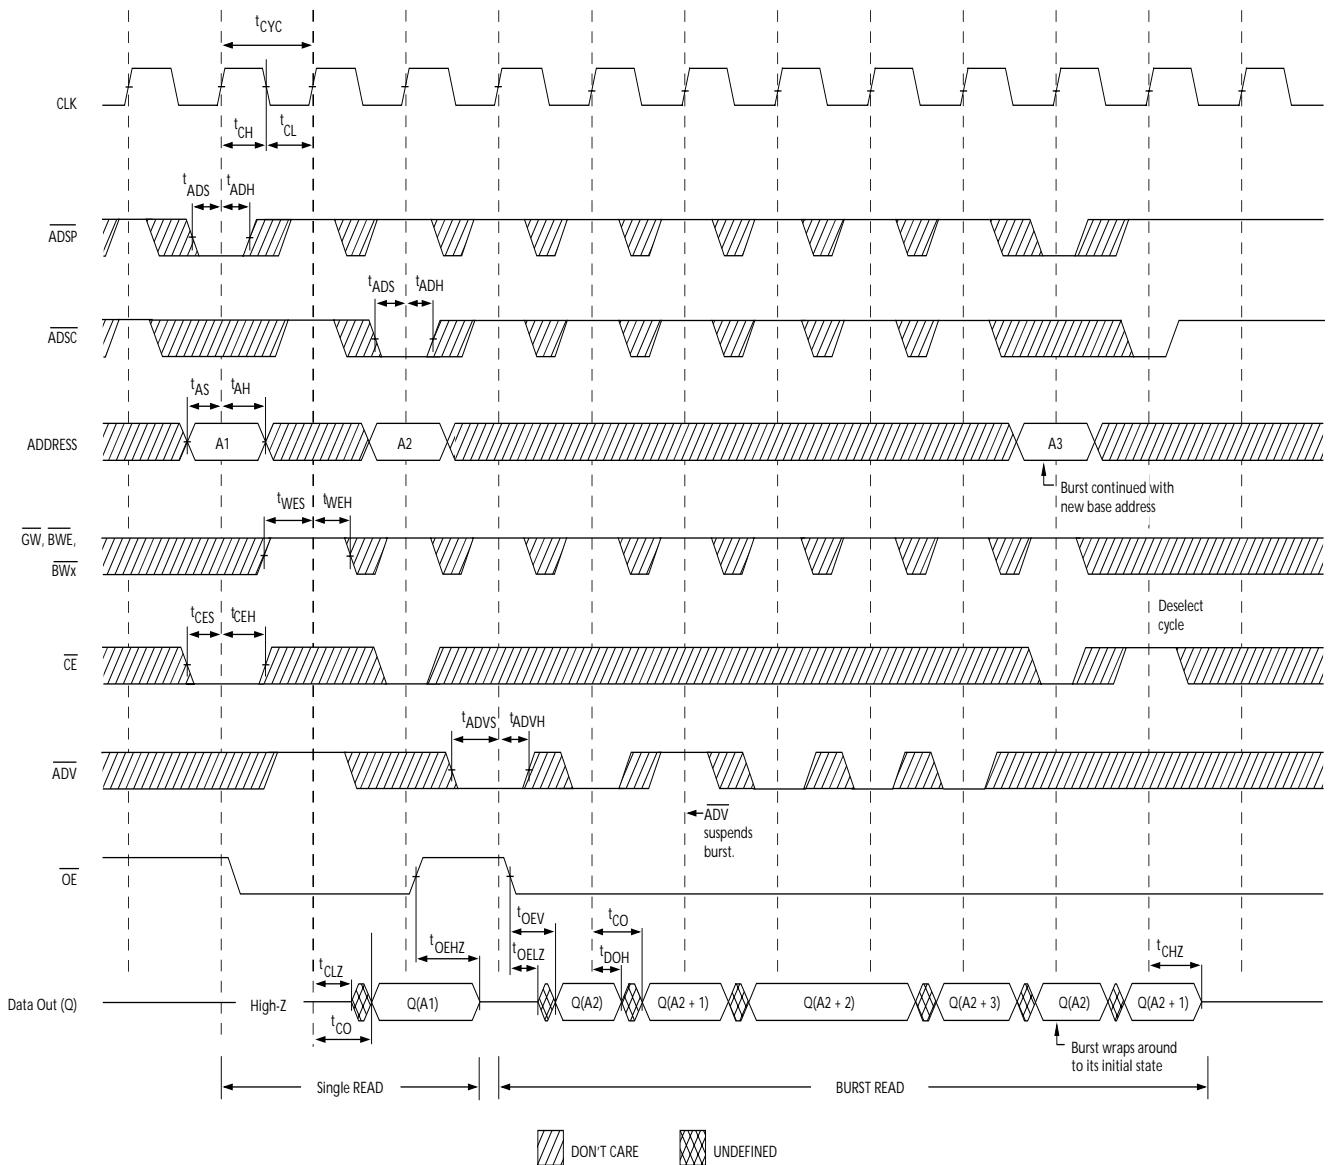 tCYC
CLK
tCH
tCL
tADS
tADH
ADSP
tADS
tADH
ADSC
tAS
tAH
ADDRESS
A1
A2
A3
Burst continued with
new base address
tWES
tWEH
GW, BWE,
BWx
tCES
tCEH
Deselect
cycle
CE
tADVS
tADVH
ADV
ADV
suspends
burst.
OE
tOEHZ
tOEV
tOELZ
tCO
tDOH
tCHZ
tCLZ
Data Out (Q)
High-Z
Q(A1)
Q(A2)
Q(A2 + 1)
Q(A2 + 2)
Q(A2 + 3)
Q(A2)
Q(A2 + 1)
tCO
Burst wraps around
to its initial state
Single READ
BURST READ
DON'T CARE
UNDEFINED